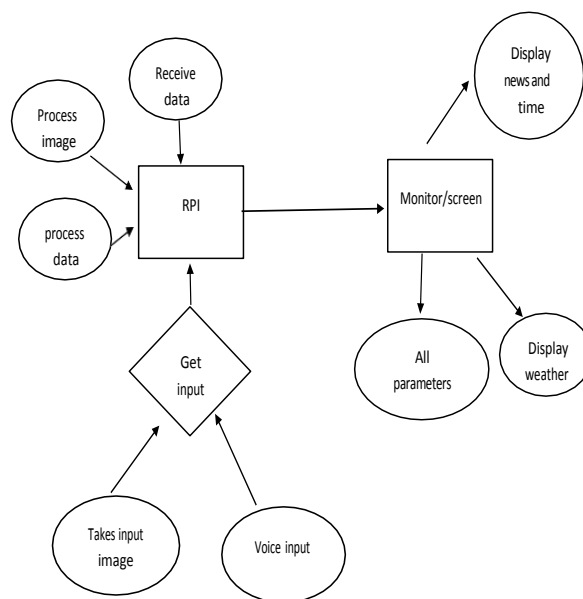 Display
news and
time
Receive
data
Process
image
RPI
Monitor/screen
process
data
Get
input
All
parameters
Display
weather
Takes input
image
Voice input